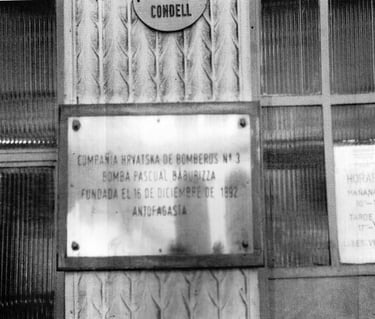 CONDELL
COMPAÑIA HRVATSKA DE BOMBEROS Nº 3
BOMBA PASCUAL BABURIZZA
FUNDADA EL 16 DE DICIEMBRE DE 1892
ANTOFAGASTA
HORAR
MAÑAN
TARDE